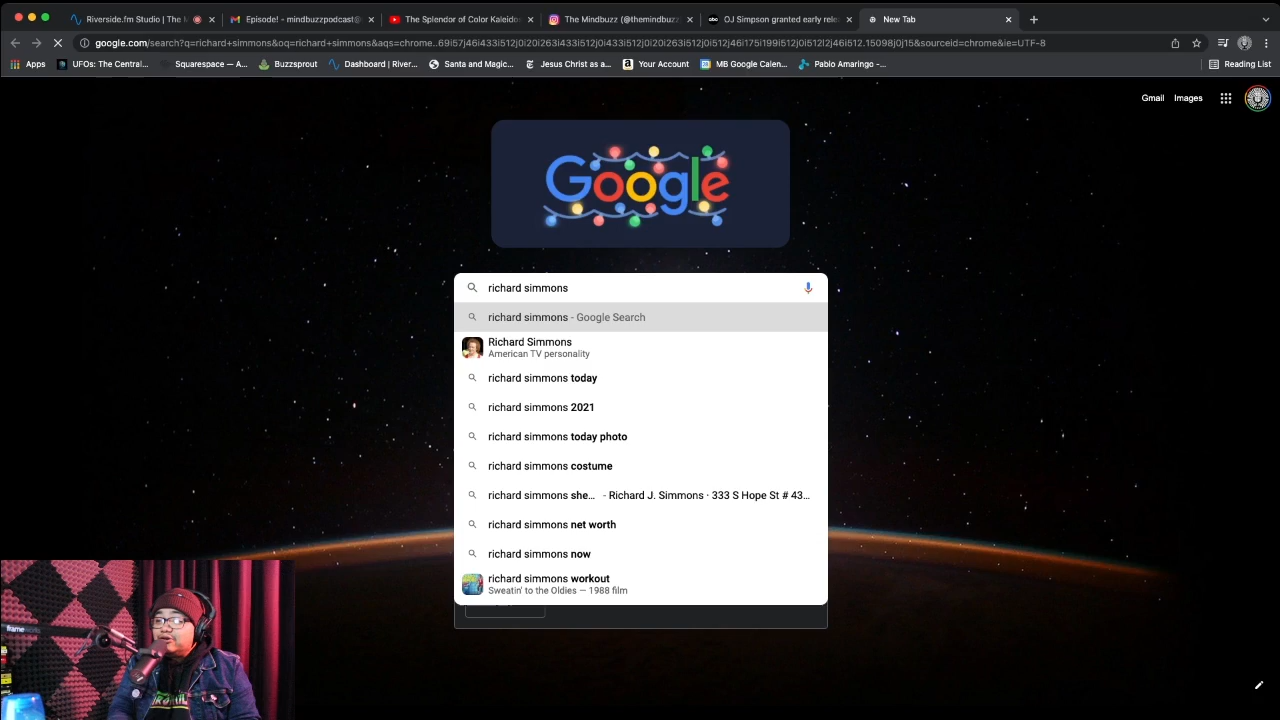 Riverside.fm Studio | The M
Episode! - mindbuzzpodcast@
The Splendor of Color Kaleido
The Mindbuzz (@themindbuzz
OJ Simpson granted early rele
New Tab
google.com/search?q=richard+simmons&oq=richard+simmons&aqs=chrome..69i57j46i433i512j0i20i263i433i512j0i433i512j0i20i263i512j0i512j46i175i199i512j0i512l2j46i512.15098j0j15&sourceid=chrome&ie=UTF-8
Apps
UFOs: The Central...
Squarespace — A...
Buzzsprout
Dashboard | River...
Santa and Magic...
Jesus Christ as a...
Your Account
MB Google Calen...
Pablo Amaringo -...
Reading List
Gmail
Images
Google
richard simmons
richard simmons - Google Search
Richard Simmons
American TV personality
richard simmons today
richard simmons 2021
richard simmons today photo
richard simmons costume
richard simmons she... - Richard J. Simmons · 333 S Hope St # 43...
richard simmons net worth
richard simmons now
richard simmons workout
Sweatin' to the Oldies — 1988 film
frame